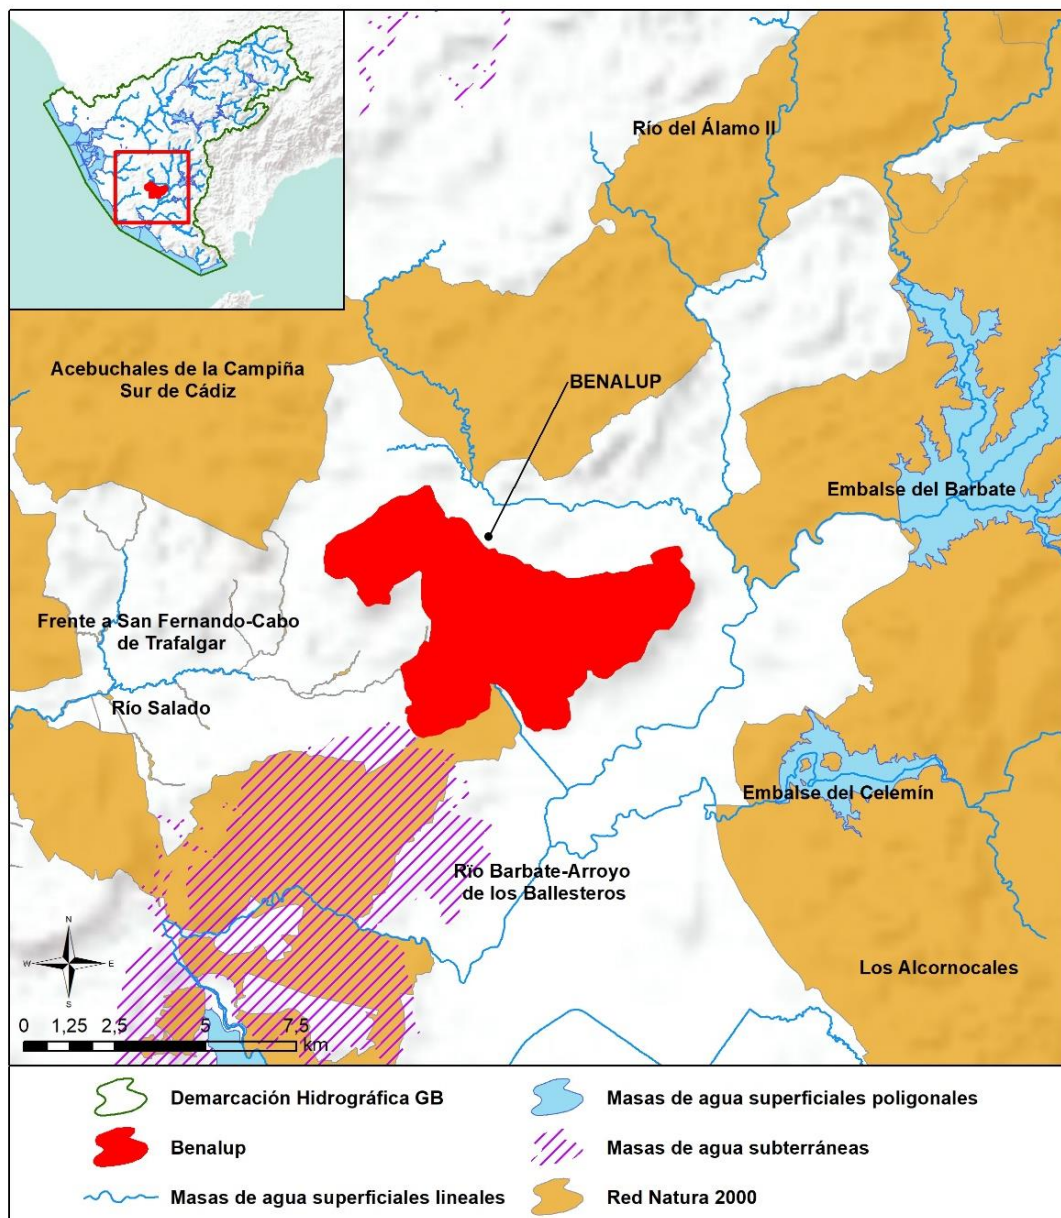 Río del Álamo II
Acebuchales de la Campiña
Sur de Cádiz
BENALUP
Embalse del Barbate
Frente a San Fernando-Cabo
de Trafalgar
Río Salado
Embalse del Celemín
Rïo Barbate-Arroyo
de los Ballesteros
Los Alcornocales
N
W E
S
0 1,25 2,5 5 7,5
km
Demarcación Hidrográfica GB
Masas de agua superficiales poligonales
Benalup
Masas de agua subterráneas
Masas de agua superficiales lineales
Red Natura 2000